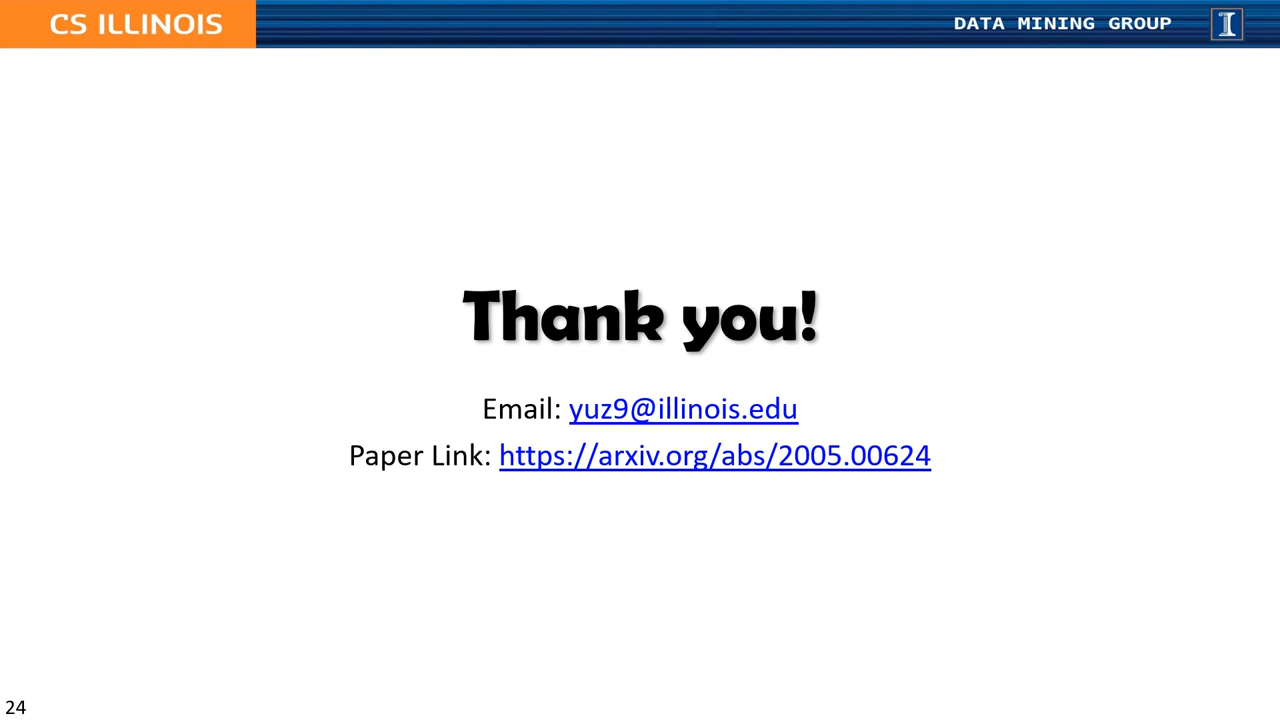 CS ILLINOIS
DATA MINING GROUP
I
Thank you!
Email: yuz9@illinois.edu
Paper Link: https://arxiv.org/abs/2005.00624
24